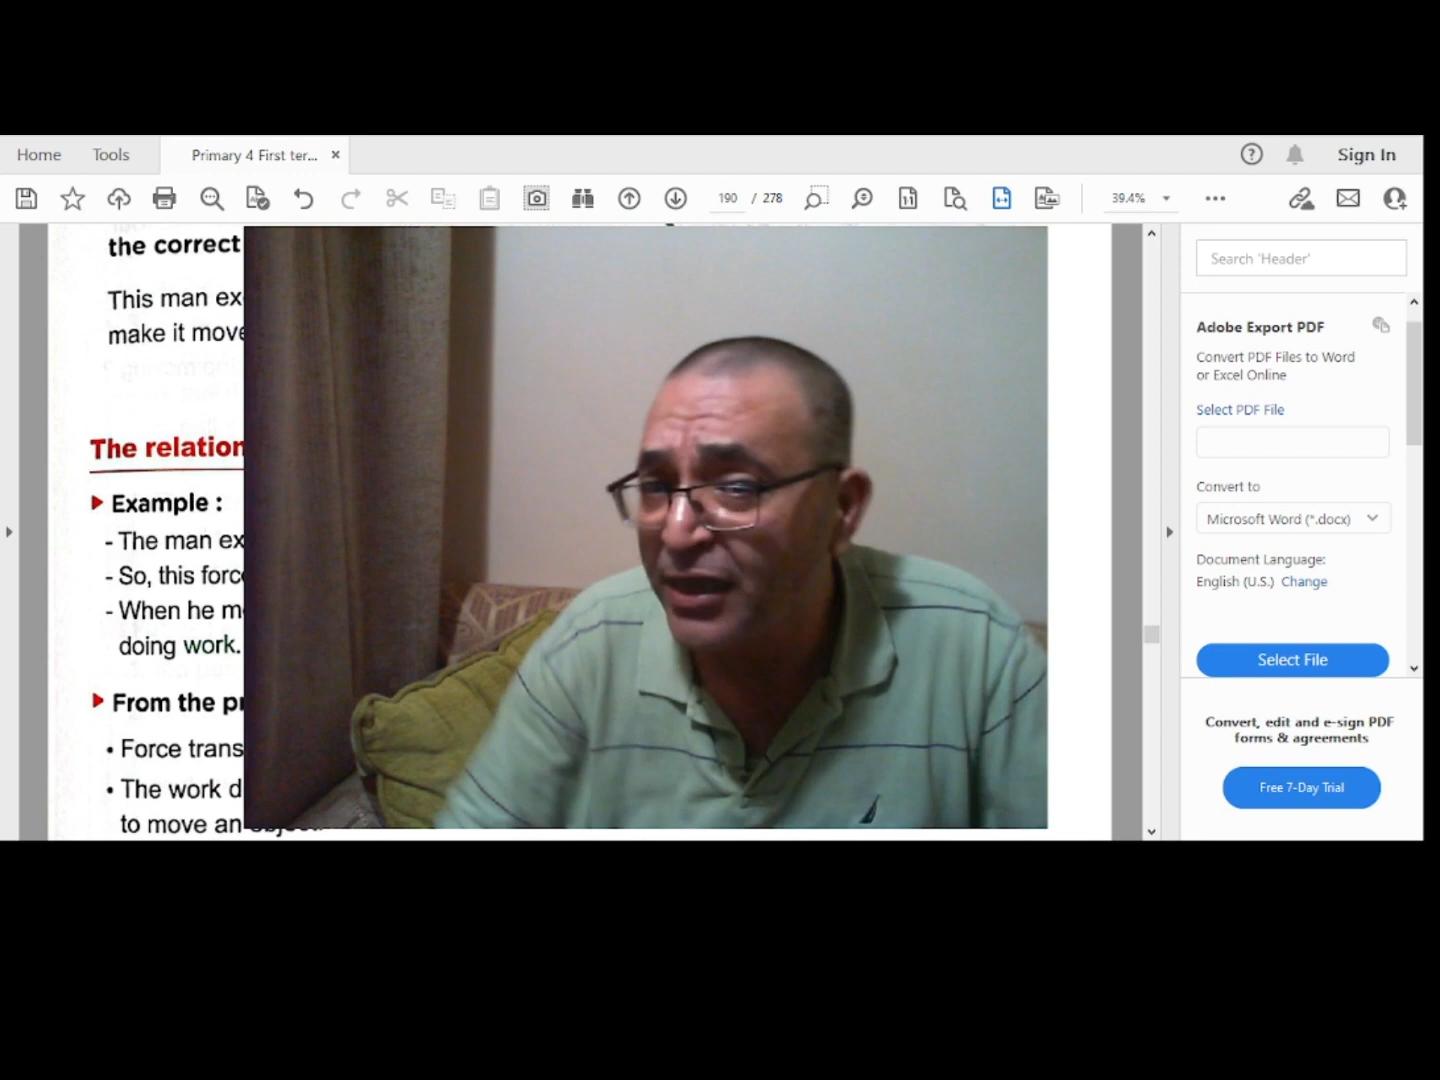 Home Tools Primary 4 First ter... × Sign In
190 / 278 39.4%
the correct
This man ex
make it move
The relation
Example :
- The man ex
- So, this forc
- When he m
doing work.
From the pr
• Force trans
• The work d
to move an
Search 'Header'
Adobe Export PDF
Convert PDF Files to Word
or Excel Online
Select PDF File
Convert to
Microsoft Word (*.docx)
Document Language:
English (U.S.) Change
Select File
Convert, edit and e-sign PDF
forms & agreements
Free 7-Day Trial